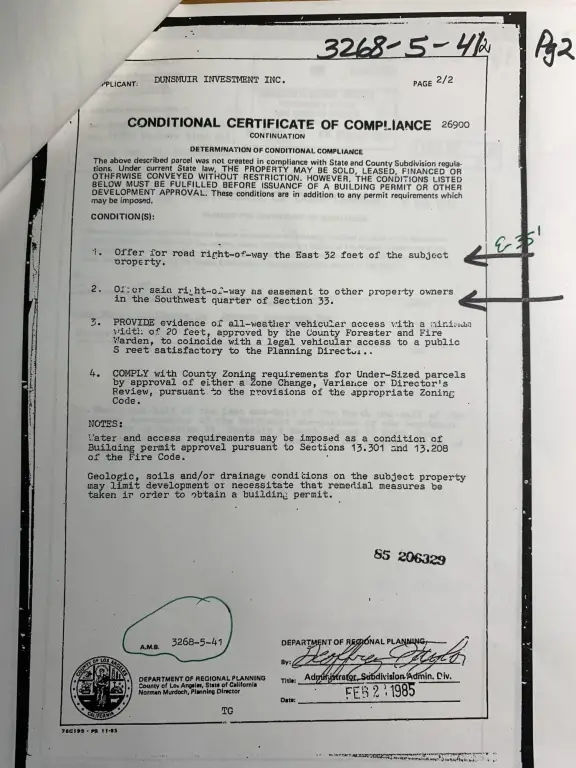 3268-5-41/2 Pg2
APPLICANT: DUNSMUIR INVESTMENT INC. PAGE 2/2
CONDITIONAL CERTIFICATE OF COMPLIANCE 26900
CONTINUATION
DETERMINATION OF CONDITIONAL COMPLIANCE
The above described parcel was not created in compliance with State and County Subdivision regula-
tions. Under current State law, THE PROPERTY MAY BE SOLD, LEASED, FINANCED OR
OTHERWISE CONVEYED WITHOUT RESTRICTION. HOWEVER, THE CONDITIONS LISTED
BELOW MUST BE FULFILLED BEFORE ISSUANCE OF A BUILDING PERMIT OR OTHER
DEVELOPMENT APPROVAL. These conditions are in addition to any permit requirements which
may be imposed.
CONDITION(S):
E 35'
1. Offer for road right-of-way the East 32 feet of the subject
property.
2. Offer said right-of-way as easement to other property owners
in the Southwest quarter of Section 33.
3. PROVIDE evidence of all-weather vehicular access with a minimum
width of 20 feet, approved by the County Forester and Fire
Warden, to coincide with a legal vehicular access to a public
Street satisfactory to the Planning Director.
4. COMPLY with County Zoning requirements for Under-Sized parcels
by approval of either a Zone Change, Variance or Director's
Review, pursuant to the provisions of the appropriate Zoning
Code.
NOTES:
Water and access requirements may be imposed as a condition of
Building permit approval pursuant to Sections 13.301 and 13.208
of the Fire Code.
Geologic, soils and/or drainage conditions on the subject property
may limit development or necessitate that remedial measures be
taken in order to obtain a building permit.
85 206329
A.M.B. 3268-5-41
DEPARTMENT OF REGIONAL PLANNING
By:
Title: Administrator, Subdivision Admin. Div.
Date: FEB 21 1985
COUNTY OF LOS ANGELES
CALIFORNIA
DEPARTMENT OF REGIONAL PLANNING
County of Los Angeles, State of California
Norman Murdoch, Planning Director
TG